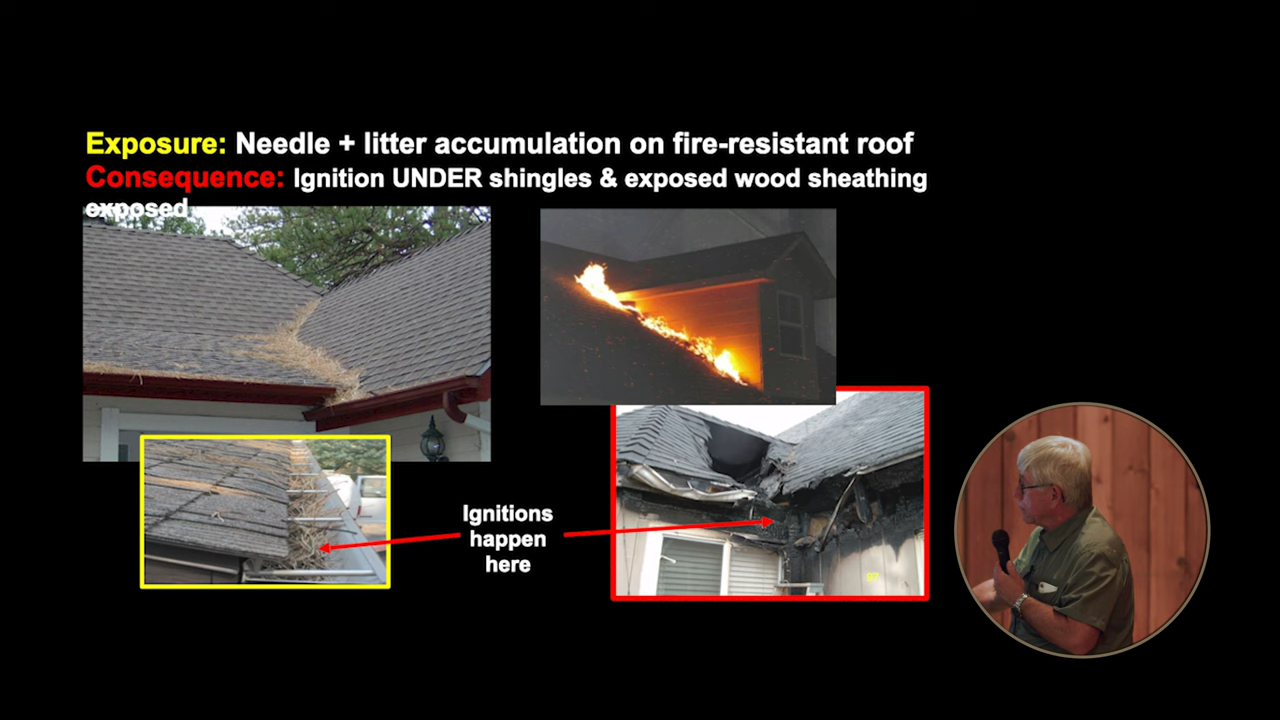 Exposure: Needle + litter accumulation on fire-resistant roof
Consequence: Ignition UNDER shingles & exposed wood sheathing
exposed
Ignitions
happen
here